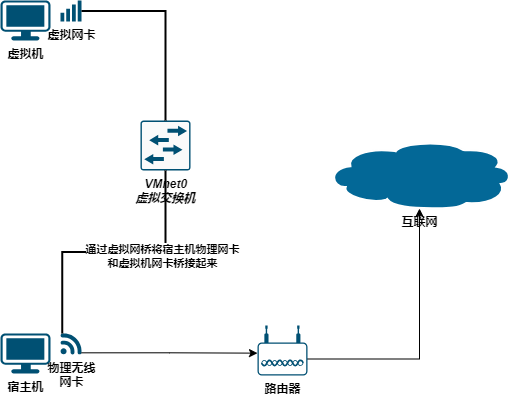 虚拟网卡
虚拟机
VMnet0
虚拟交换机
互联网
通过虚拟网桥将宿主机物理网卡
和虚拟机网卡桥接起来
物理无线
网卡
宿主机
路由器